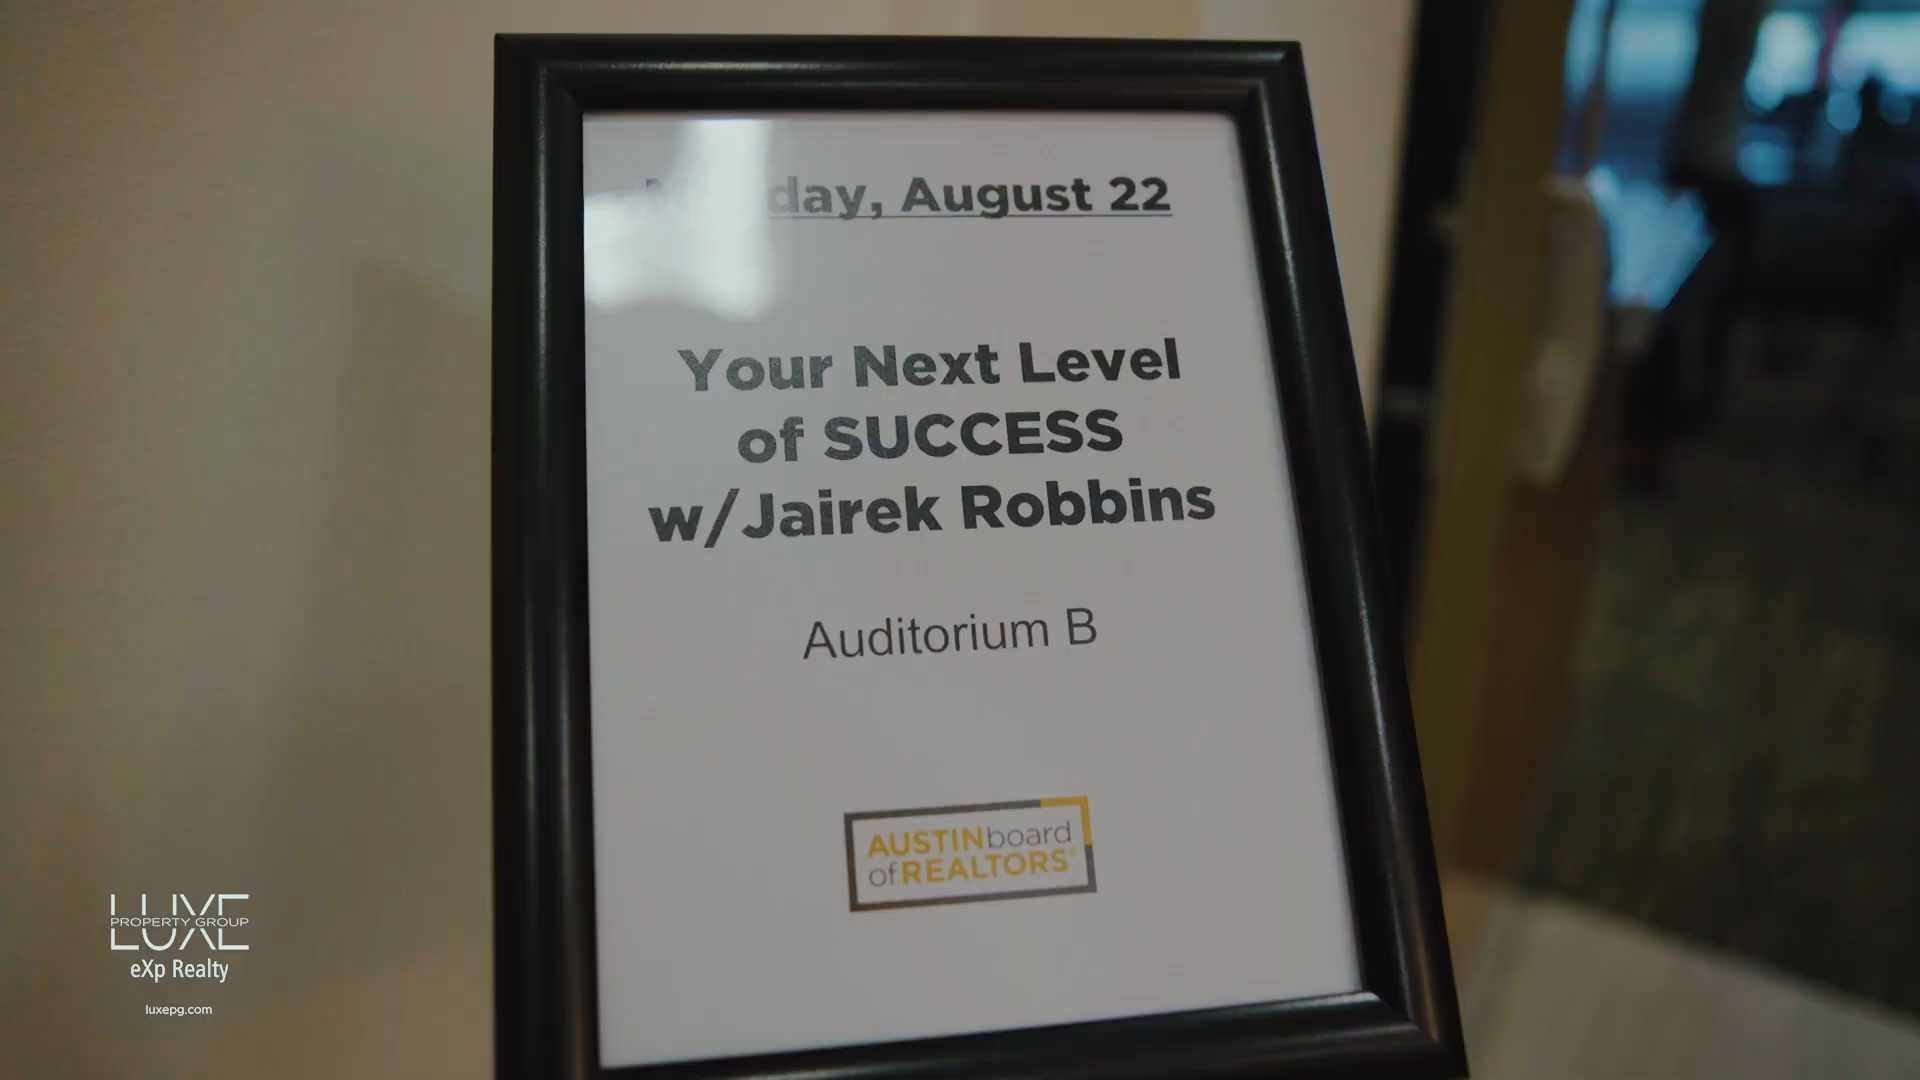 day, August 22
Your Next Level
of SUCCESS
w/Jairek Robbins
Auditorium B
AUSTINboard
ofREALTORS®
LUXE
PROPERTY GROUP
eXp Realty
luxepg.com